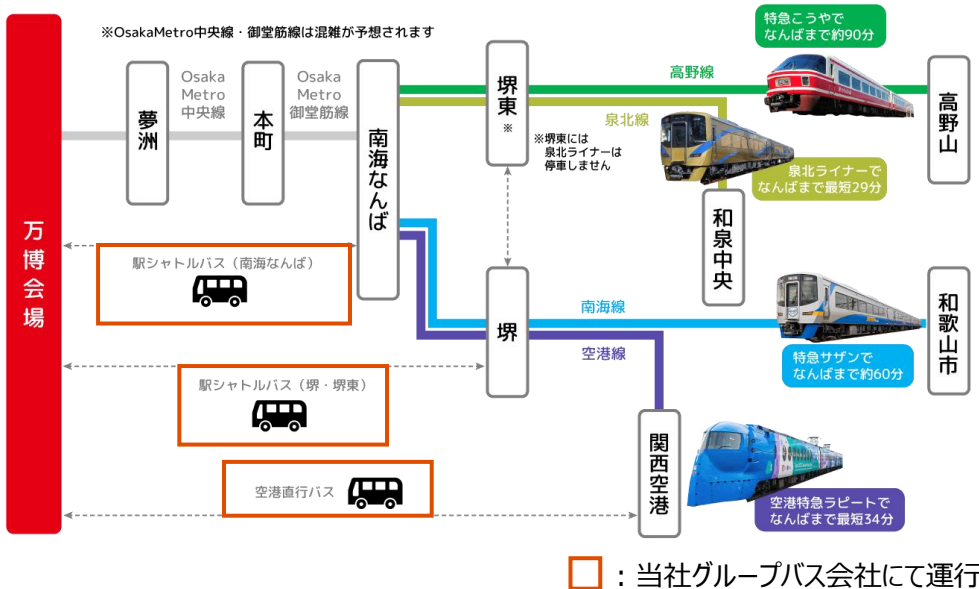 ※OsakaMetro中央線・御堂筋線は混雑が予想されます
特急こうやで
なんばまで約90分
万博会場
夢洲
Osaka
Metro
中央線
本町
Osaka
Metro
御堂筋線
南海なんば
堺東
※
※堺東には
泉北ライナーは
停車しません
高野線
高野山
泉北線
泉北ライナーで
なんばまで最短29分
和泉中央
駅シャトルバス（南海なんば）
堺
南海線
空港線
特急サザンで
なんばまで約60分
和歌山市
駅シャトルバス（堺・堺東）
関西空港
空港直行バス
空港特急ラピートで
なんばまで最短34分
：当社グループバス会社にて運行